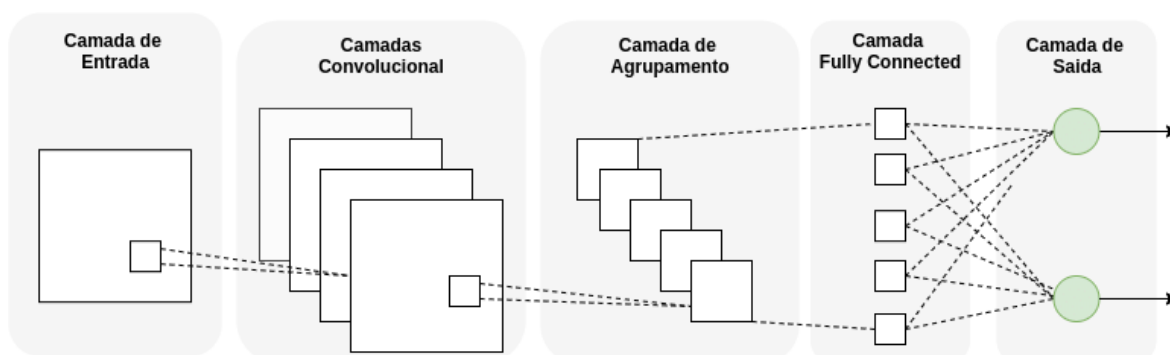 Camada de
Entrada
Camadas
Convolucional
Camada de
Agrupamento
Camada
Fully Connected
Camada de
Saida